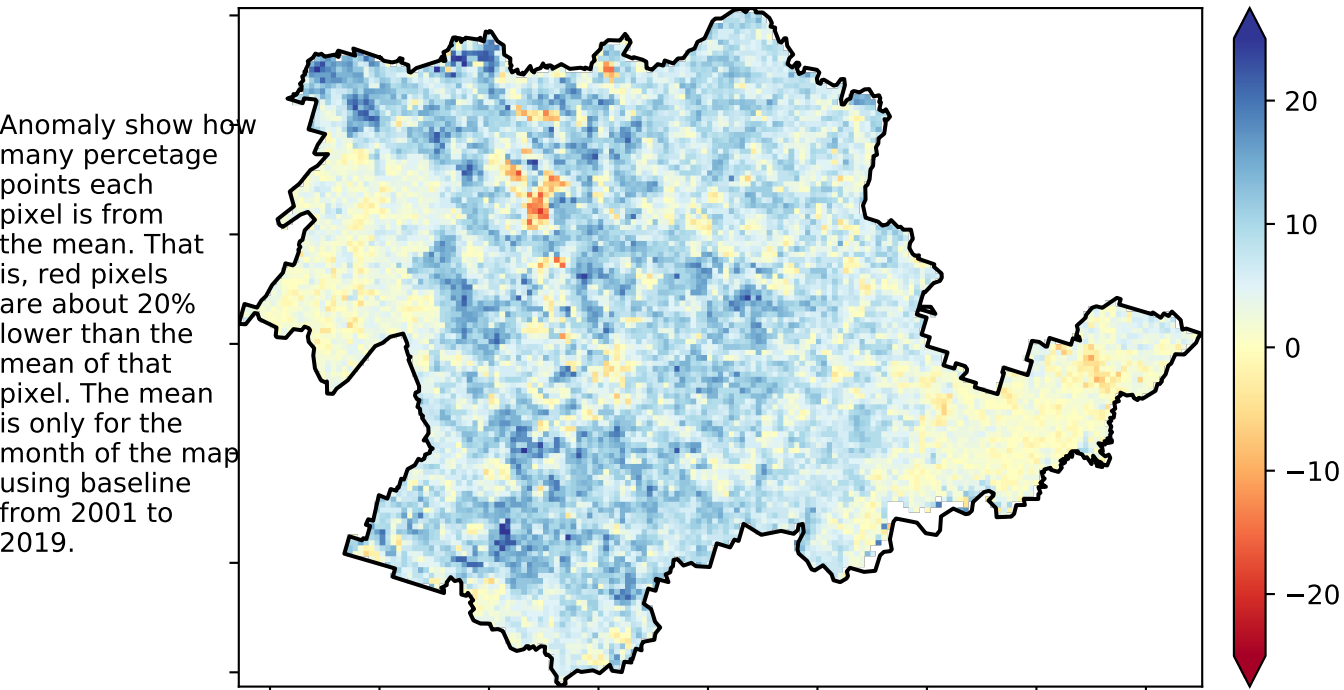 Anomaly show how
many percetage
points each
pixel is from
the mean. That
is, red pixels
are about 20%
lower than the
mean of that
pixel. The mean
is only for the
month of the map
using baseline
from 2001 to
2019.
20
10
0
−10
−20